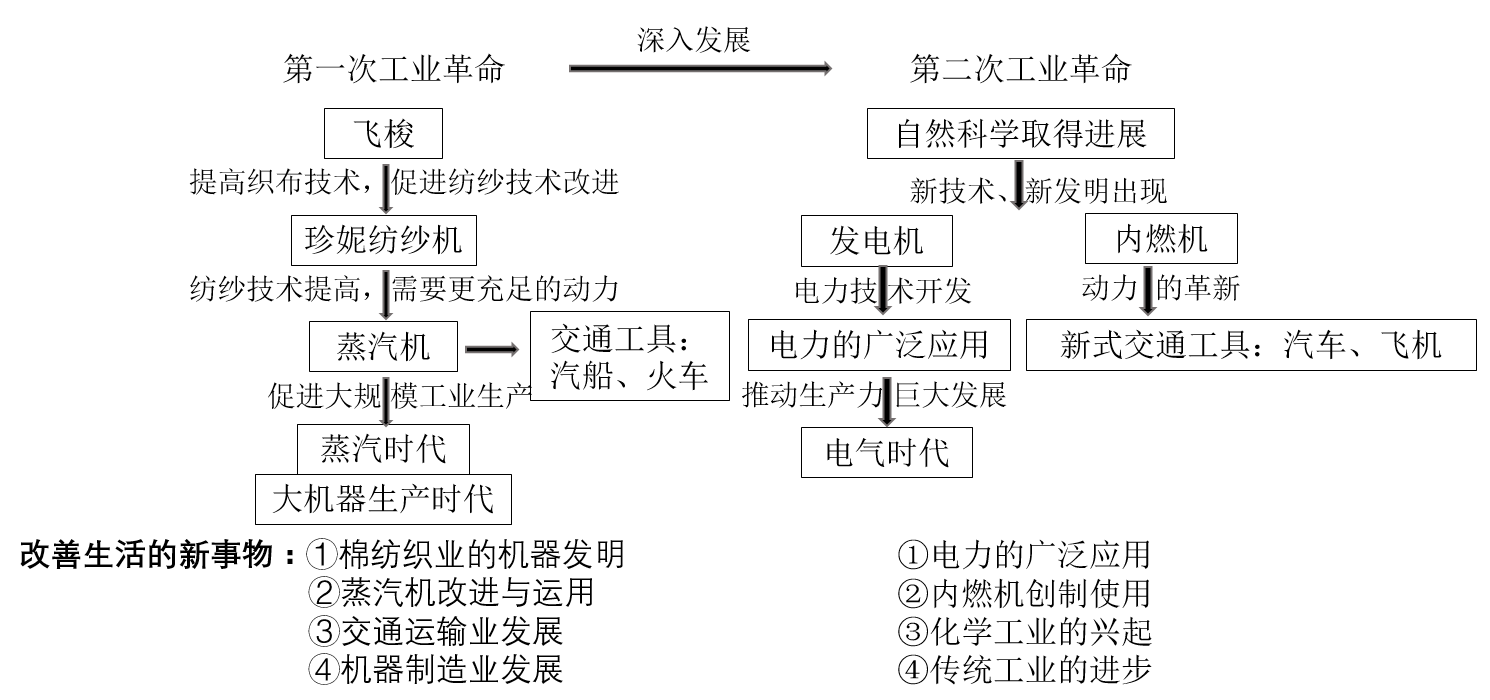 深入发展
第一次工业革命
第二次工业革命
飞梭
提高织布技术，促进纺纱技术改进
珍妮纺纱机
纺纱技术提高，需要更充足的动力
蒸汽机
交通工具：
汽船、火车
促进大规模工业生产
蒸汽时代
大机器生产时代
自然科学取得进展
新技术、新发明出现
发电机
内燃机
电力技术开发
动力的革新
电力的广泛应用
新式交通工具：汽车、飞机
推动生产力巨大发展
电气时代
改善生活的新事物：①棉纺织业的机器发明
②蒸汽机改进与运用
③交通运输业发展
④机器制造业发展
①电力的广泛应用
②内燃机创制使用
③化学工业的兴起
④传统工业的进步